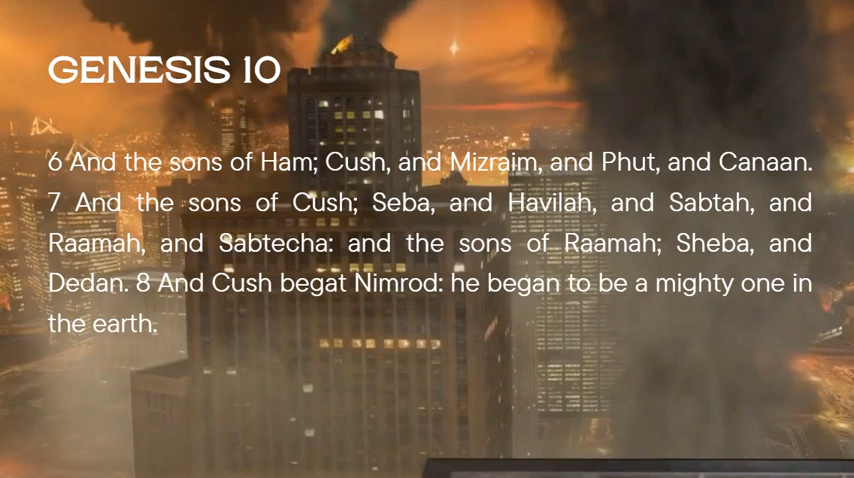 GENESIS 10
6 And the sons of Ham; Cush, and Mizraim, and Phut, and Canaan.
7 And the sons of Cush; Seba, and Havilah, and Sabtah, and
Raamah, and Sabtecha: and the sons of Raamah; Sheba, and
Dedan. 8 And Cush begat Nimrod: he began to be a mighty one in
the earth.